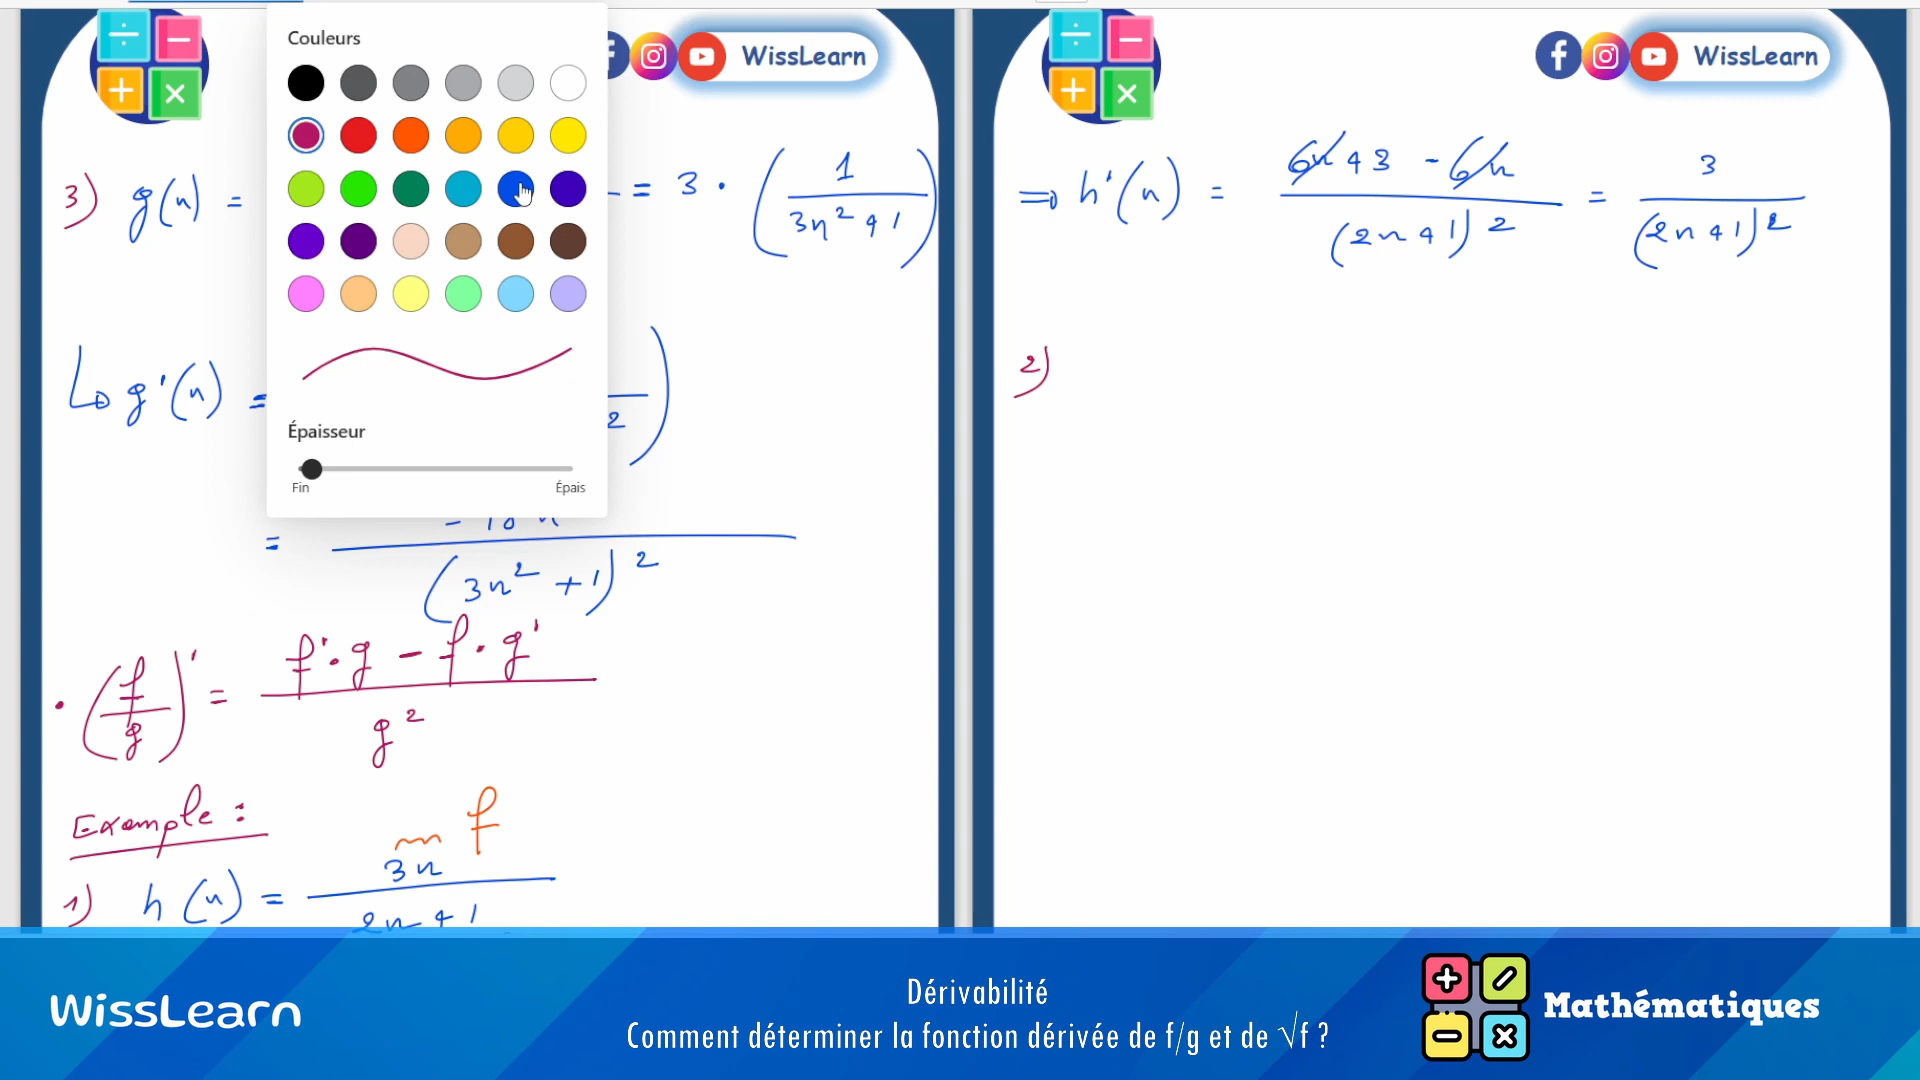 Couleurs
Épaisseur
Fin Épais
WissLearn
3) g(x) = = 3 · ( 1 / 3x² + 1 )
↳ g'(x) = 2
= - 18 x / (3x² + 1)²
· (f/g)' = f'·g - f·g' / g²
Exemple :
f
1) h(x) = 3x / 2x + 1
WissLearn
⇒ h'(x) = 6x + 3 - 6x / (2x + 1)² = 3 / (2x + 1)²
2)
WissLearn
Dérivabilité
Comment déterminer la fonction dérivée de f/g et de √f ?
Mathématiques